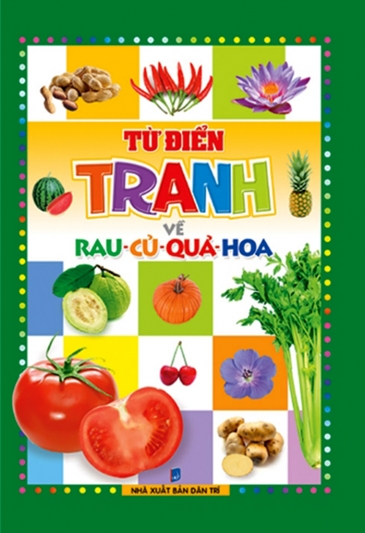 TỪ ĐIỂN
TRANH
VỀ
RAU-CỦ-QUẢ-HOA
NHÀ XUẤT BẢN DÂN TRÍ